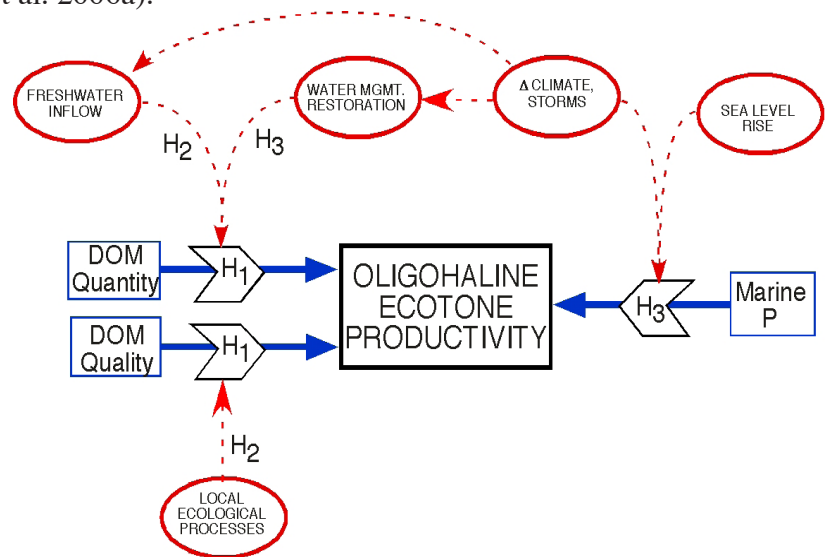 t al. 2006a).
FRESHWATER
INFLOW
WATER MGMT.
RESTORATION
Δ CLIMATE,
STORMS
SEA LEVEL
RISE
H2
H3
DOM
Quantity
H1
OLIGOHALINE
ECOTONE
PRODUCTIVITY
H3
Marine
P
DOM
Quality
H1
H2
LOCAL
ECOLOGICAL
PROCESSES